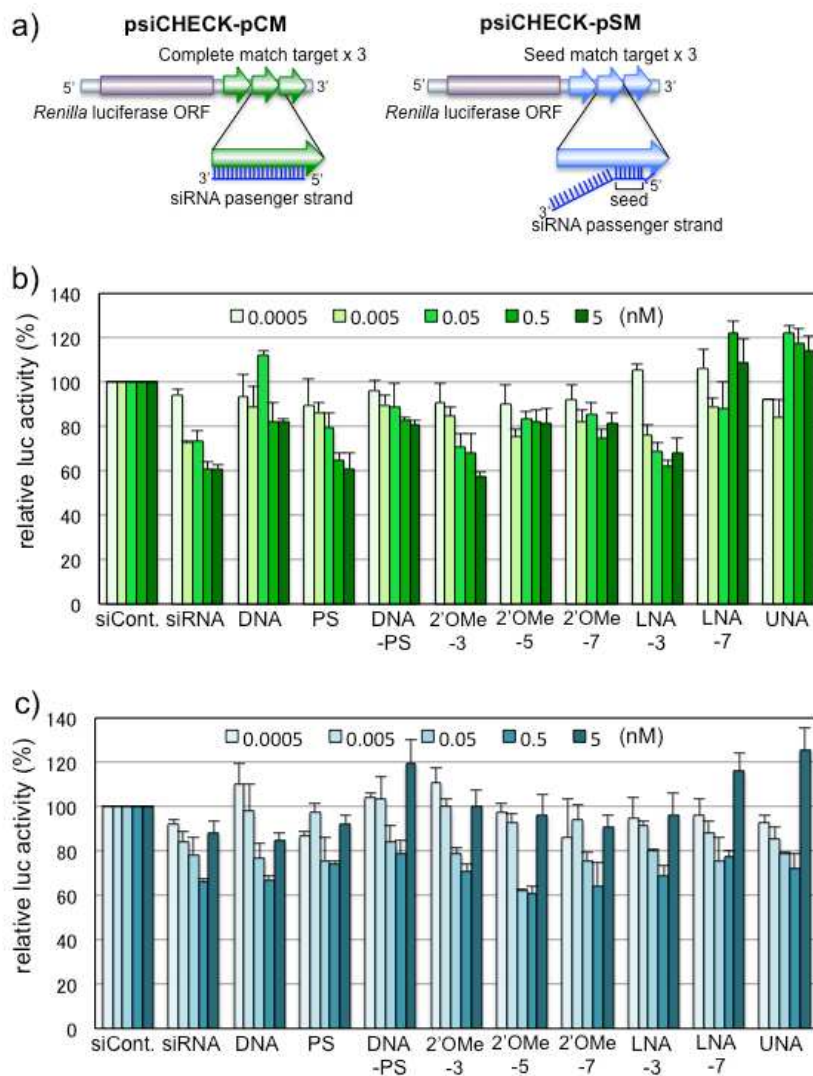 a)
psiCHECK-pCM
psiCHECK-pSM
Complete match target x 3
Seed match target x 3
5'
3'
5'
3'
Renilla luciferase ORF
Renilla luciferase ORF
3'
5'
siRNA pasenger strand
5'
seed
3'
siRNA passenger strand
b)
relative luc activity (%)
140
120
100
80
60
40
20
0
0.0005 0.005 0.05 0.5 5 (nM)
siCont. siRNA DNA PS DNA-PS 2'OMe-3 2'OMe-5 2'OMe-7 LNA-3 LNA-7 UNA
c)
relative luc activity (%)
140
120
100
80
60
40
20
0
0.0005 0.005 0.05 0.5 5 (nM)
siCont. siRNA DNA PS DNA-PS 2'OMe-3 2'OMe-5 2'OMe-7 LNA-3 LNA-7 UNA